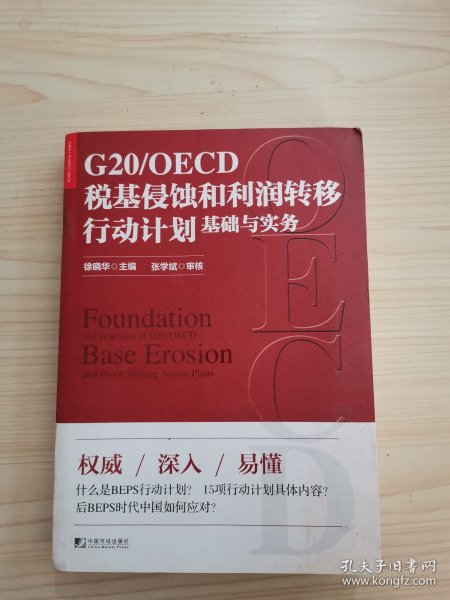 G20/OECD
税基侵蚀和利润转移
行动计划 基础与实务
徐晓华○主编 张学斌○审核
OECD
Foundation
and practices of G20/OECD
Base Erosion
and Profit Shifting Action Plans
权威 / 深入 / 易懂
什么是BEPS行动计划? 15项行动计划具体内容?
后BEPS时代中国如何应对?
中国市场出版社
China Market Press
孔夫子旧书网
www.kongfz.com